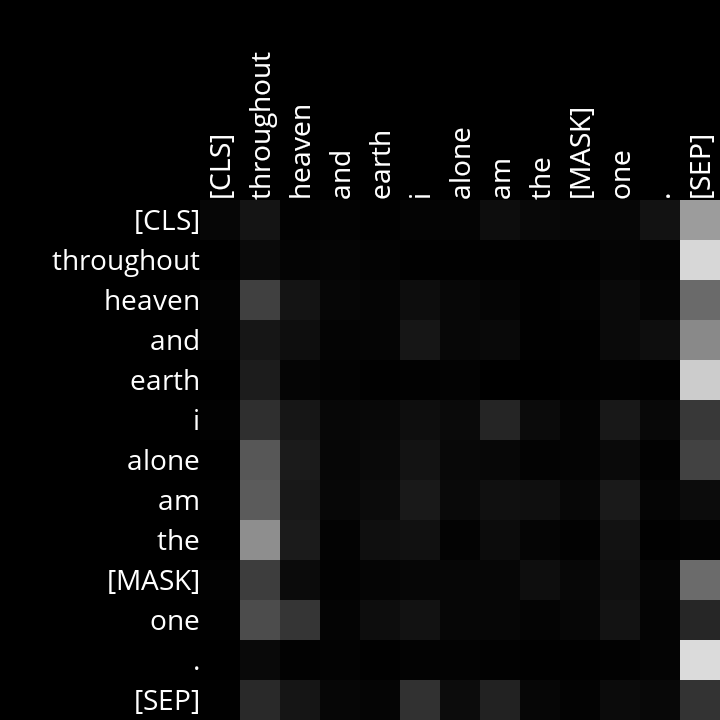 [CLS] throughout heaven and earth i alone am the [MASK] one . [SEP]
[CLS]
throughout
heaven
and
earth
i
alone
am
the
[MASK]
one
.
[SEP]